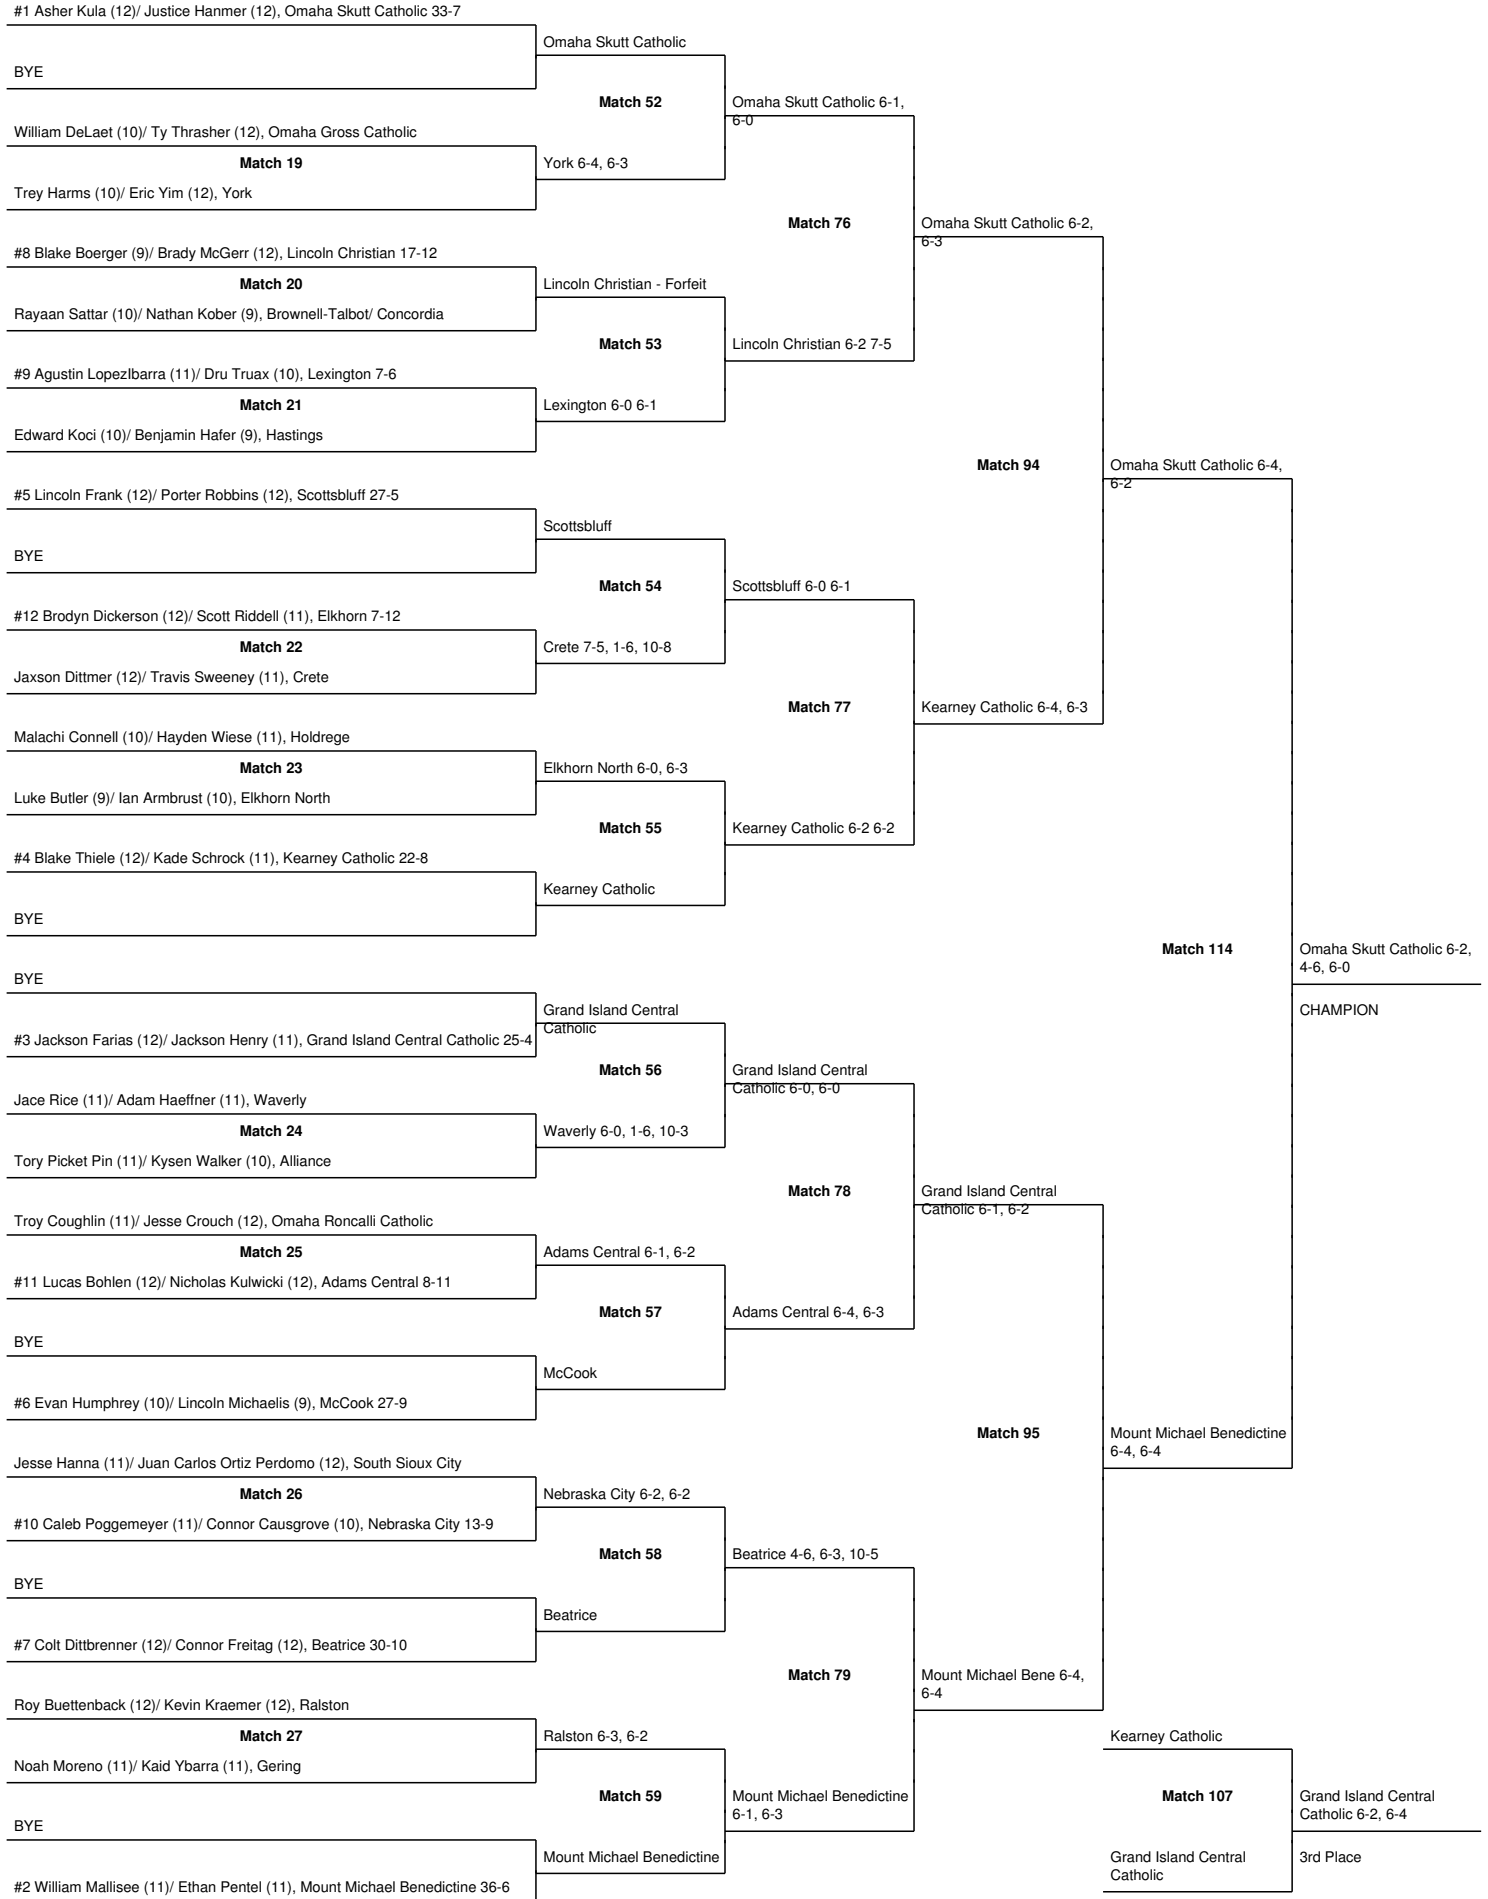 #1 Asher Kula (12)/ Justice Hanmer (12), Omaha Skutt Catholic 33-7
Omaha Skutt Catholic
BYE
Match 52
Omaha Skutt Catholic 6-1,
6-0
William DeLaet (10)/ Ty Thrasher (12), Omaha Gross Catholic
Match 19
York 6-4, 6-3
Trey Harms (10)/ Eric Yim (12), York
Match 76
Omaha Skutt Catholic 6-2,
6-3
#8 Blake Boerger (9)/ Brady McGerr (12), Lincoln Christian 17-12
Match 20
Lincoln Christian - Forfeit
Rayaan Sattar (10)/ Nathan Kober (9), Brownell-Talbot/ Concordia
Match 53
Lincoln Christian 6-2 7-5
#9 Agustin LopezIbarra (11)/ Dru Truax (10), Lexington 7-6
Match 21
Lexington 6-0 6-1
Edward Koci (10)/ Benjamin Hafer (9), Hastings
Match 94
Omaha Skutt Catholic 6-4,
6-2
#5 Lincoln Frank (12)/ Porter Robbins (12), Scottsbluff 27-5
Scottsbluff
BYE
Match 54
Scottsbluff 6-0 6-1
#12 Brodyn Dickerson (12)/ Scott Riddell (11), Elkhorn 7-12
Match 22
Crete 7-5, 1-6, 10-8
Jaxson Dittmer (12)/ Travis Sweeney (11), Crete
Match 77
Kearney Catholic 6-4, 6-3
Malachi Connell (10)/ Hayden Wiese (11), Holdrege
Match 23
Elkhorn North 6-0, 6-3
Luke Butler (9)/ Ian Armbrust (10), Elkhorn North
Match 55
Kearney Catholic 6-2 6-2
#4 Blake Thiele (12)/ Kade Schrock (11), Kearney Catholic 22-8
Kearney Catholic
BYE
Match 114
Omaha Skutt Catholic 6-2,
4-6, 6-0
CHAMPION
BYE
Grand Island Central
Catholic
#3 Jackson Farias (12)/ Jackson Henry (11), Grand Island Central Catholic 25-4
Match 56
Grand Island Central
Catholic 6-0, 6-0
Jace Rice (11)/ Adam Haeffner (11), Waverly
Match 24
Waverly 6-0, 1-6, 10-3
Tory Picket Pin (11)/ Kysen Walker (10), Alliance
Match 78
Grand Island Central
Catholic 6-1, 6-2
Troy Coughlin (11)/ Jesse Crouch (12), Omaha Roncalli Catholic
Match 25
Adams Central 6-1, 6-2
#11 Lucas Bohlen (12)/ Nicholas Kulwicki (12), Adams Central 8-11
Match 57
Adams Central 6-4, 6-3
BYE
McCook
#6 Evan Humphrey (10)/ Lincoln Michaelis (9), McCook 27-9
Match 95
Mount Michael Benedictine
6-4, 6-4
Jesse Hanna (11)/ Juan Carlos Ortiz Perdomo (12), South Sioux City
Match 26
Nebraska City 6-2, 6-2
#10 Caleb Poggemeyer (11)/ Connor Causgrove (10), Nebraska City 13-9
Match 58
Beatrice 4-6, 6-3, 10-5
BYE
Beatrice
#7 Colt Dittbrenner (12)/ Connor Freitag (12), Beatrice 30-10
Match 79
Mount Michael Bene 6-4,
6-4
Roy Buettenback (12)/ Kevin Kraemer (12), Ralston
Match 27
Ralston 6-3, 6-2
Noah Moreno (11)/ Kaid Ybarra (11), Gering
Match 59
Mount Michael Benedictine
6-1, 6-3
BYE
Mount Michael Benedictine
#2 William Mallisee (11)/ Ethan Pentel (11), Mount Michael Benedictine 36-6
Kearney Catholic
Match 107
Grand Island Central
Catholic 6-2, 6-4
Grand Island Central
Catholic
3rd Place